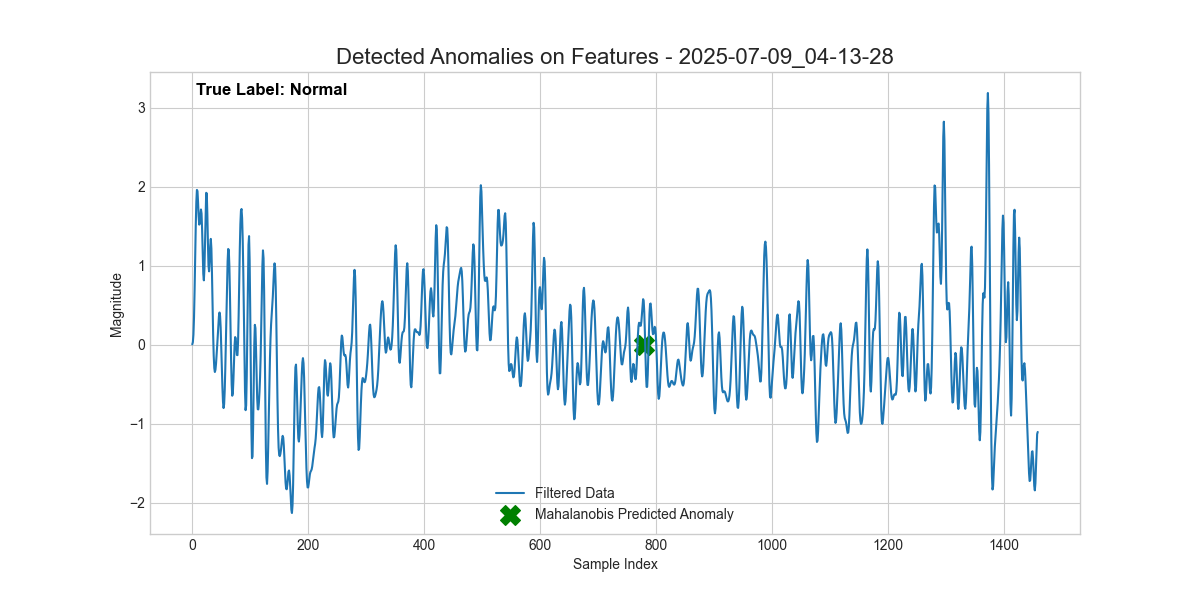 Detected Anomalies on Features - 2025-07-09_04-13-28
True Label: Normal
Magnitude
3
2
1
0
−1
−2
Filtered Data
Mahalanobis Predicted Anomaly
0 200 400 600 800 1000 1200 1400
Sample Index